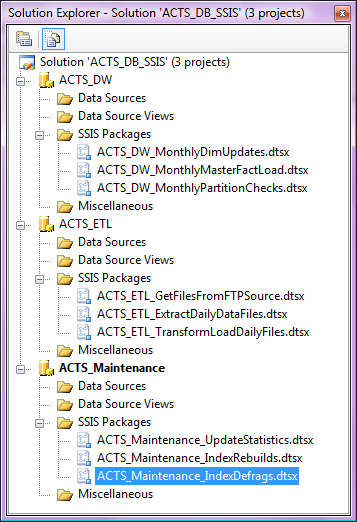 Solution Explorer - Solution 'ACTS_DB_SSIS' (3 projects)
Solution 'ACTS_DB_SSIS' (3 projects)
ACTS_DW
Data Sources
Data Source Views
SSIS Packages
ACTS_DW_MonthlyDimUpdates.dtsx
ACTS_DW_MonthlyMasterFactLoad.dtsx
ACTS_DW_MonthlyPartitionChecks.dtsx
Miscellaneous
ACTS_ETL
Data Sources
Data Source Views
SSIS Packages
ACTS_ETL_GetFilesFromFTPSource.dtsx
ACTS_ETL_ExtractDailyDataFiles.dtsx
ACTS_ETL_TransformLoadDailyFiles.dtsx
Miscellaneous
ACTS_Maintenance
Data Sources
Data Source Views
SSIS Packages
ACTS_Maintenance_UpdateStatistics.dtsx
ACTS_Maintenance_IndexRebuilds.dtsx
ACTS_Maintenance_IndexDefrags.dtsx
Miscellaneous